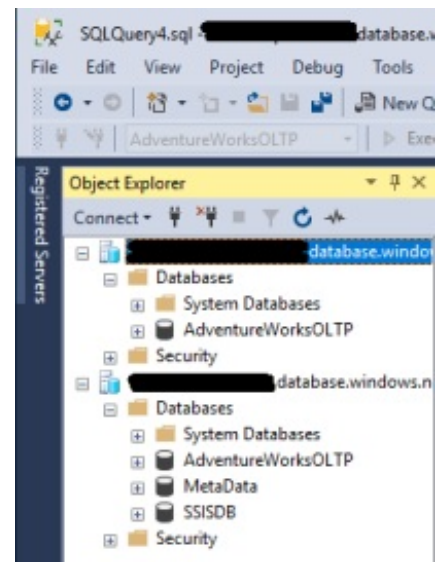 SQLQuery4.sql - database.w
File Edit View Project Debug Tools
New Q
AdventureWorksOLTP Exec
Registered Servers
Object Explorer
Connect
database.window
Databases
System Databases
AdventureWorksOLTP
Security
database.windows.n
Databases
System Databases
AdventureWorksOLTP
MetaData
SSISDB
Security